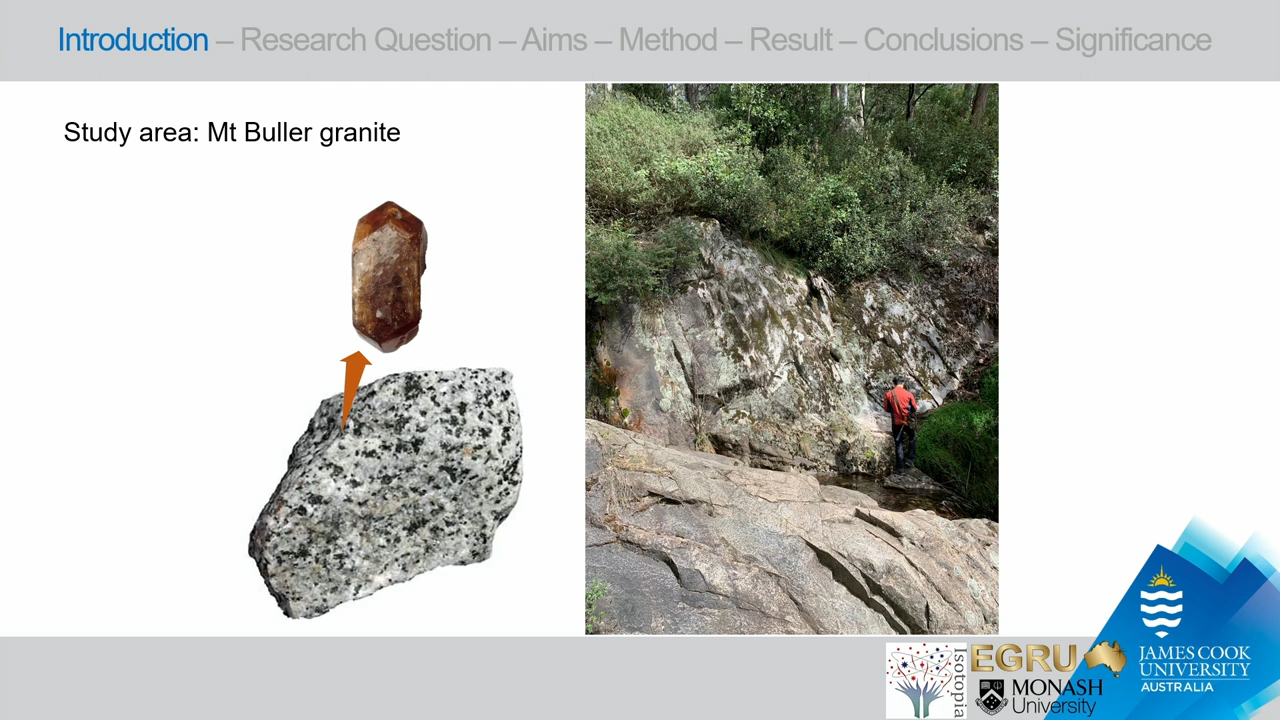 Introduction – Research Question – Aims – Method – Result – Conclusions – Significance
Study area: Mt Buller granite
Isotopia
EGRU
MONASH
University
JAMES COOK
UNIVERSITY
AUSTRALIA